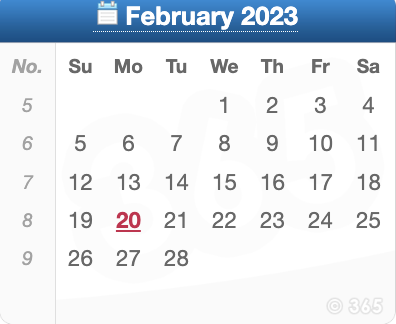 February 2023
No. Su Mo Tu We Th Fr Sa
5 1 2 3 4
6 5 6 7 8 9 10 11
7 12 13 14 15 16 17 18
8 19 20 21 22 23 24 25
9 26 27 28
© 365
365